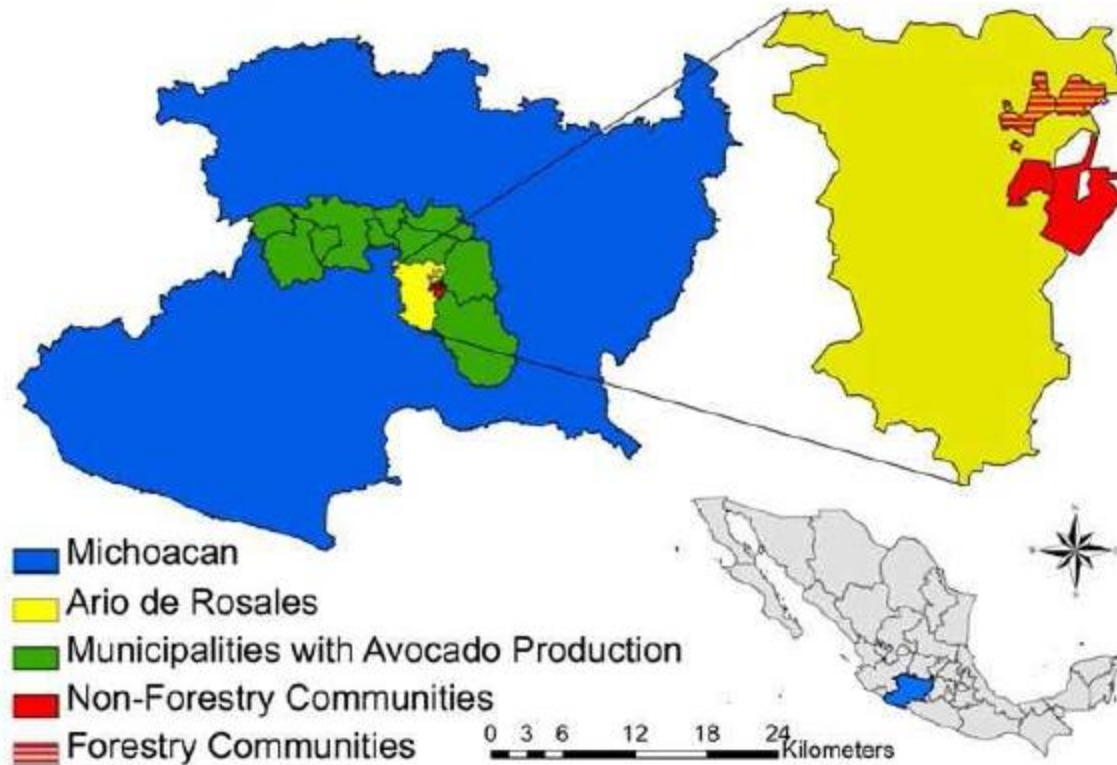 Michoacan
Ario de Rosales
Municipalities with Avocado Production
Non-Forestry Communities
Forestry Communities
0 3 6 12 18 24
Kilometers